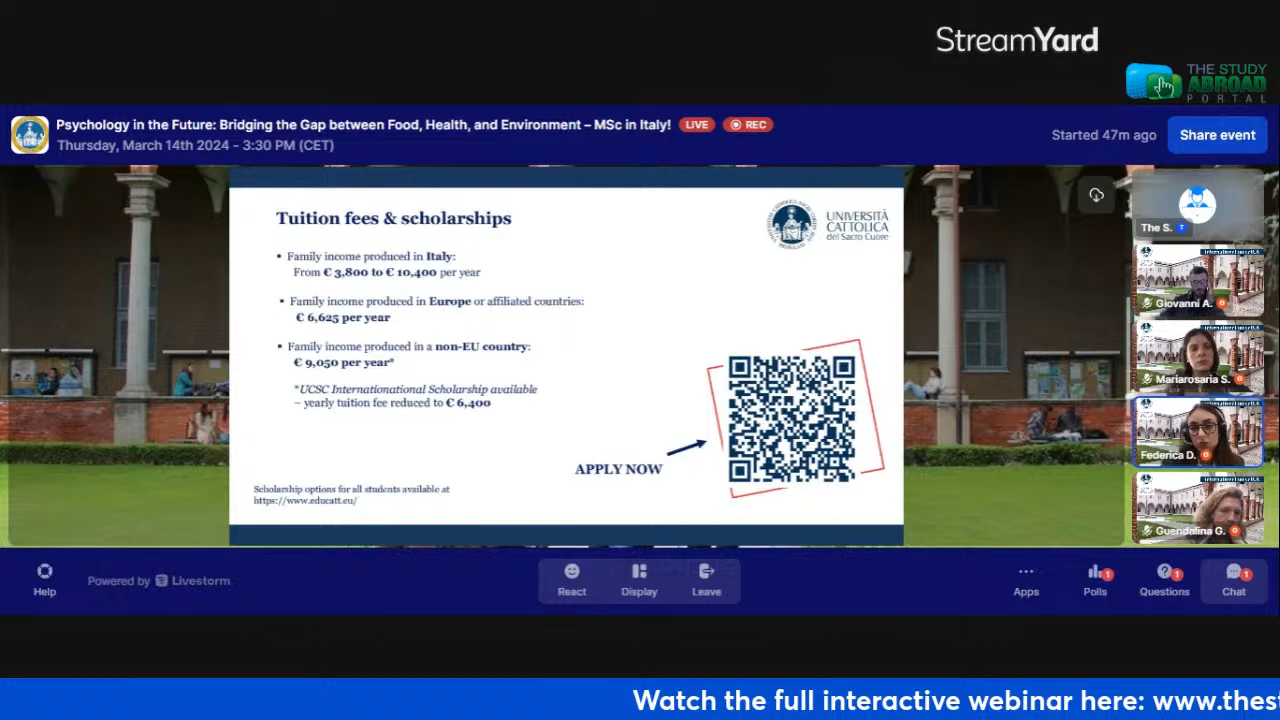 StreamYard
THE STUDY
ABROAD
PORTAL
Psychology in the Future: Bridging the Gap between Food, Health, and Environment – MSc in Italy!
LIVE
REC
Thursday, March 14th 2024 - 3:30 PM (CET)
Started 47m ago
Share event
Tuition fees & scholarships
UNIVERSITÀ
CATTOLICA
del Sacro Cuore
▪ Family income produced in Italy:
From € 3,800 to € 10,400 per year
▪ Family income produced in Europe or affiliated countries:
€ 6,625 per year
▪ Family income produced in a non-EU country:
€ 9,050 per year*
*UCSC Internationational Scholarship available
– yearly tuition fee reduced to € 6,400
APPLY NOW
Scholarship options for all students available at
https://www.educatt.eu/
The S.
T
Giovanni A.
Mariarosaria S.
Federica D.
Guendalina G.
Help
Powered by Livestorm
React
Display
Leave
Apps
Polls
1
Questions
1
Chat
1
Watch the full interactive webinar here: www.thes